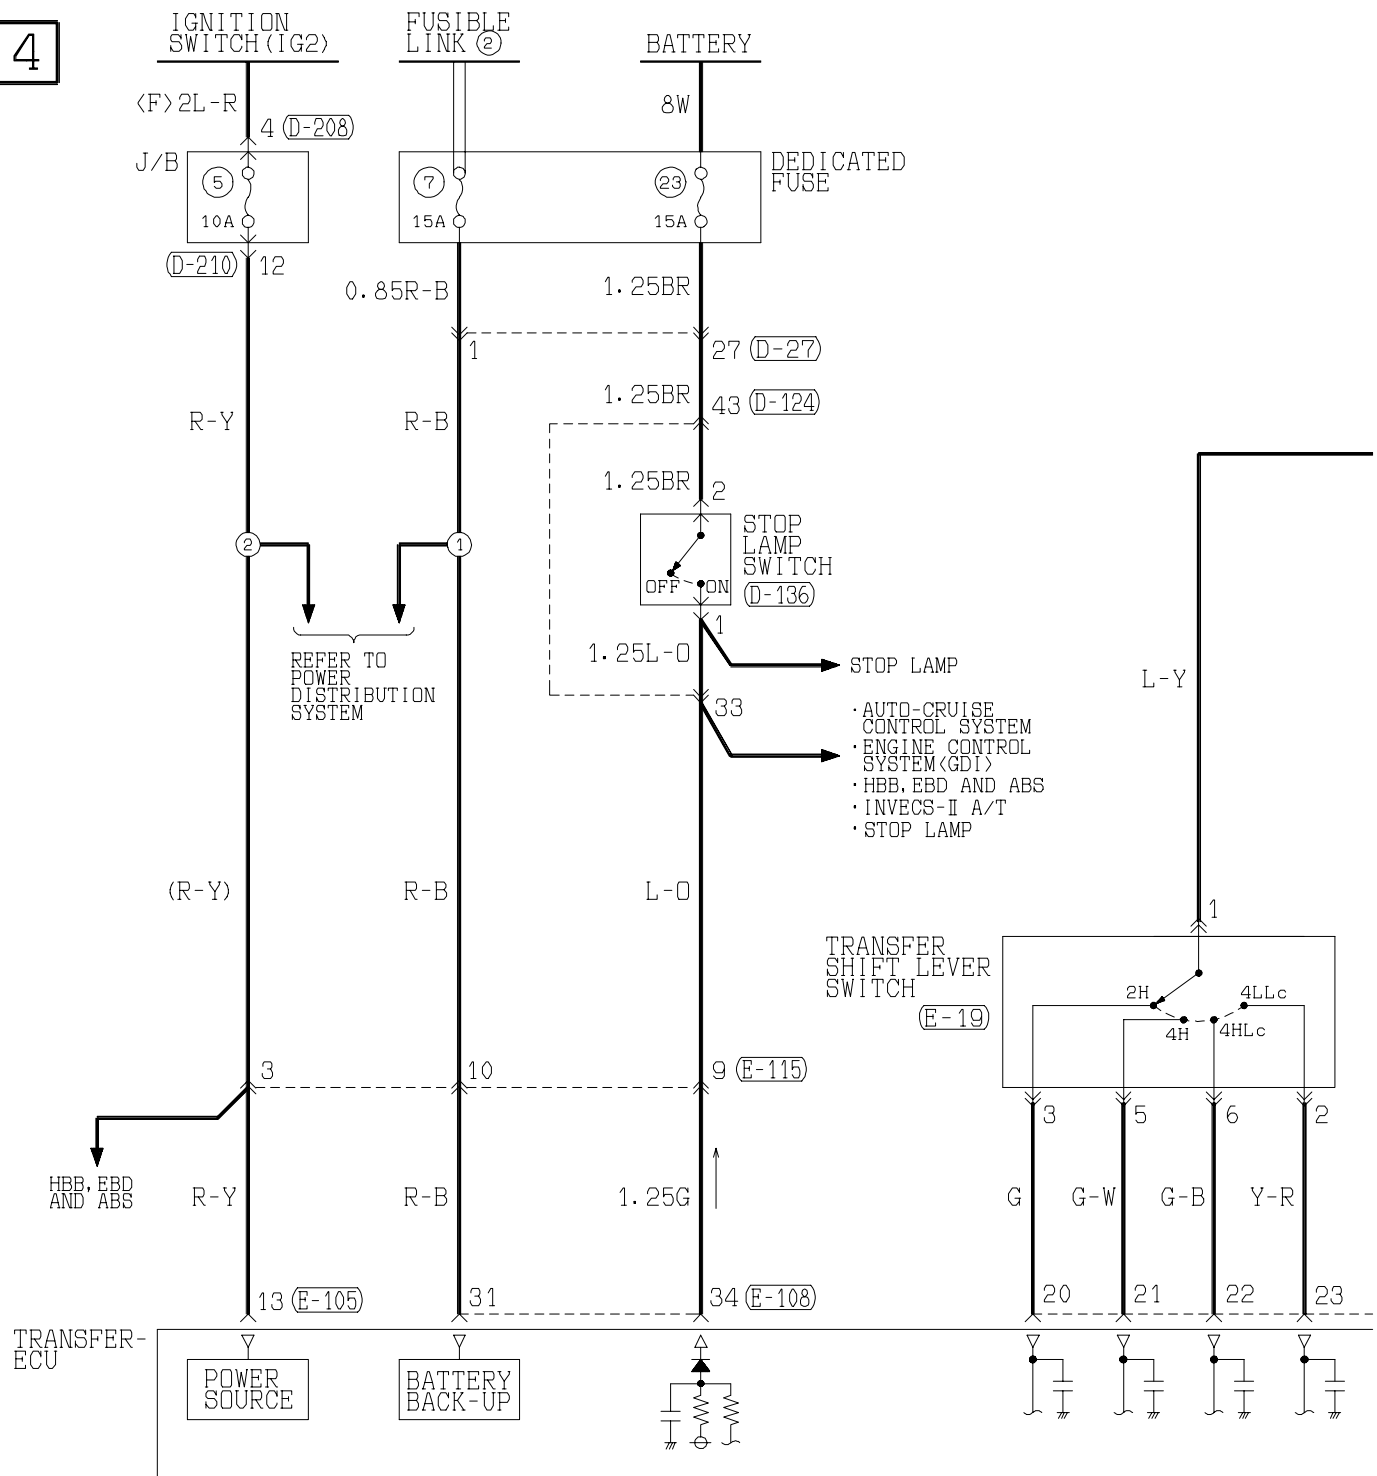 4
IGNITION
SWITCH(IG2)
FUSIBLE
LINK ②
BATTERY
<F>2L-R
8W
4 (D-208)
J/B
5
10A
7
15A
23
15A
DEDICATED
FUSE
(D-210) 12
0.85R-B
1.25BR
1
27 (D-27)
1.25BR
43 (D-124)
R-Y
R-B
1.25BR
2
STOP
LAMP
SWITCH
(D-136)
OFF
ON
2
1
1
1.25L-O
STOP LAMP
REFER TO
POWER
DISTRIBUTION
SYSTEM
L-Y
33
·AUTO-CRUISE
CONTROL SYSTEM
·ENGINE CONTROL
SYSTEM<GDI>
·HBB,EBD AND ABS
·INVECS-Ⅱ A/T
·STOP LAMP
(R-Y)
R-B
L-O
1
TRANSFER
SHIFT LEVER
SWITCH
(E-19)
2H
4LLc
4H
4HLc
3
10
9 (E-115)
3
5
6
2
HBB,EBD
AND ABS
R-Y
R-B
1.25G
G
G-W
G-B
Y-R
13 (E-105)
31
34 (E-108)
20
21
22
23
TRANSFER-
ECU
POWER
SOURCE
BATTERY
BACK-UP